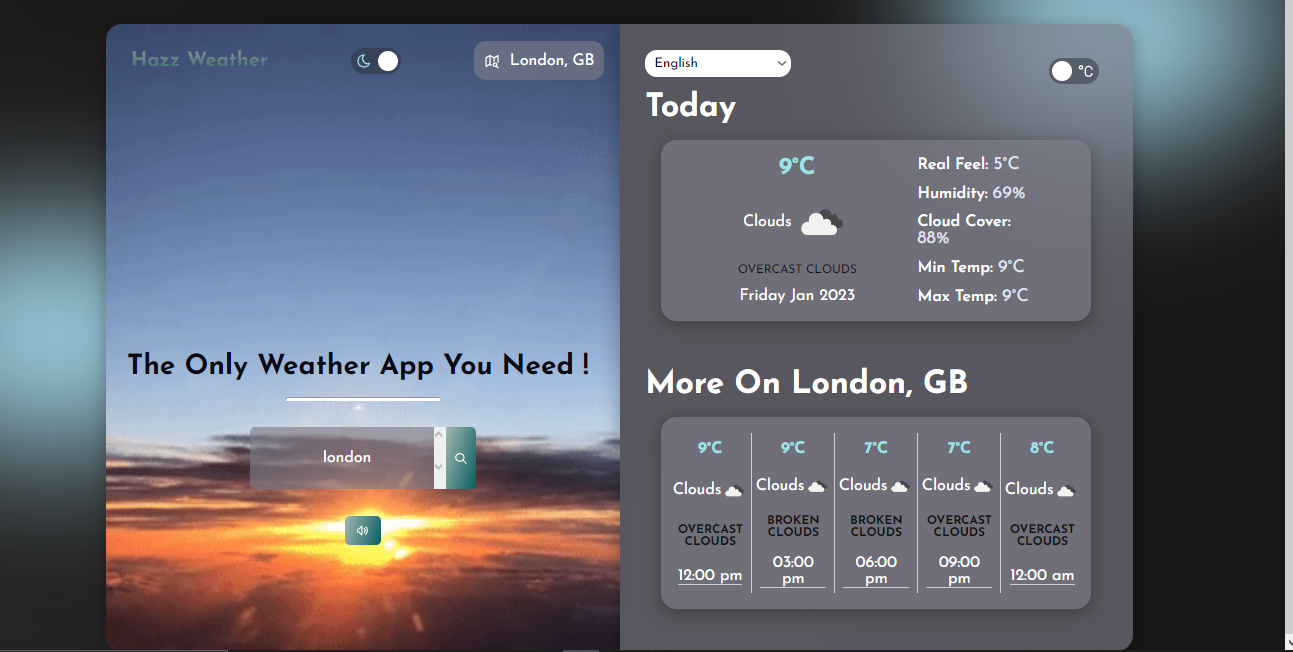 Hazz Weather
London, GB
The Only Weather App You Need !
london
English
°C
Today
9°C
Clouds
OVERCAST CLOUDS
Friday Jan 2023
Real Feel: 5°C
Humidity: 69%
Cloud Cover:
88%
Min Temp: 9°C
Max Temp: 9°C
More On London, GB
9°C
Clouds
OVERCAST
CLOUDS
12:00 pm
9°C
Clouds
BROKEN
CLOUDS
03:00
pm
7°C
Clouds
BROKEN
CLOUDS
06:00
pm
7°C
Clouds
OVERCAST
CLOUDS
09:00
pm
8°C
Clouds
OVERCAST
CLOUDS
12:00 am